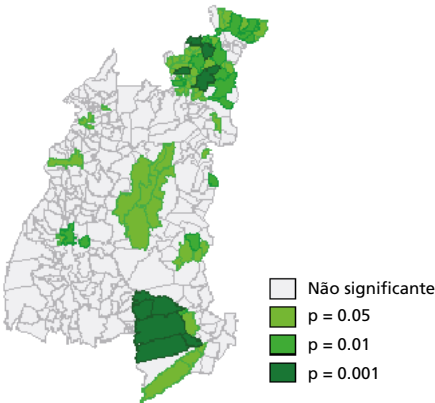 Não significante
p = 0.05
p = 0.01
p = 0.001